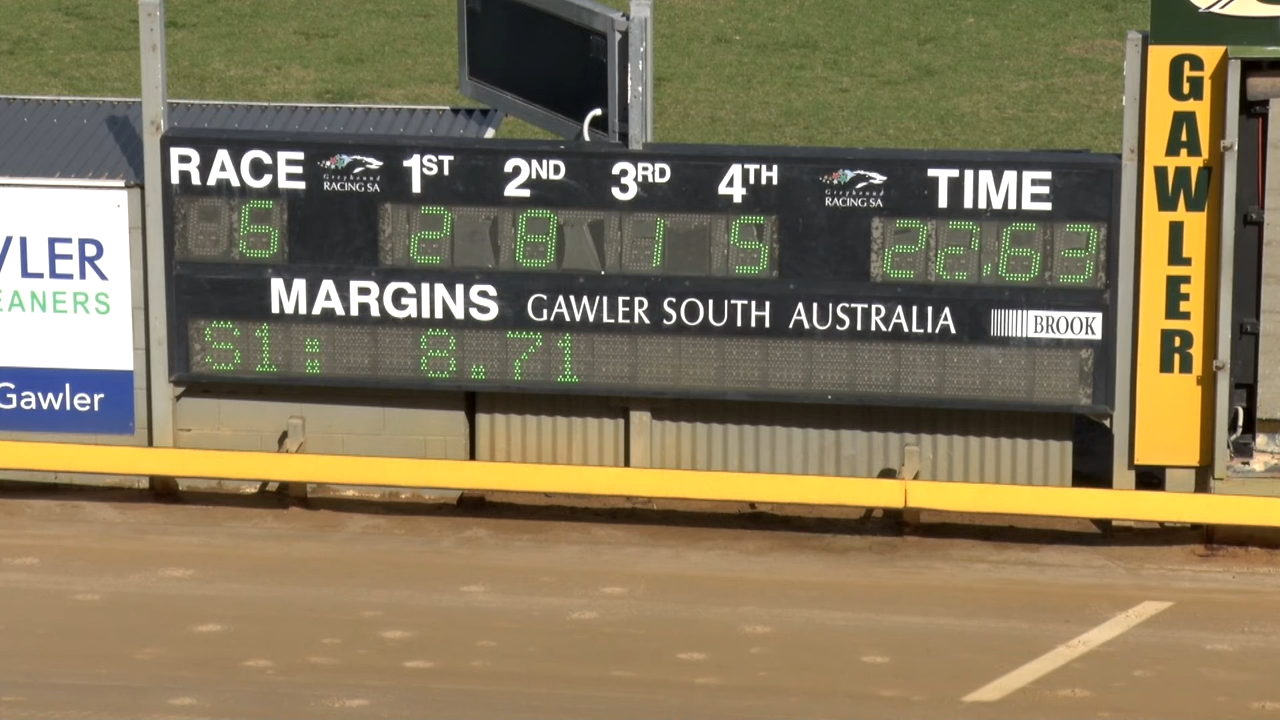 RACE Greyhound RACING SA 1ST 2ND 3RD 4TH Greyhound RACING SA TIME
6 2 8 1 5 22.63
MARGINS GAWLER SOUTH AUSTRALIA BROOK
S1: 8.71
GAWLER
VLER
EANERS
Gawler